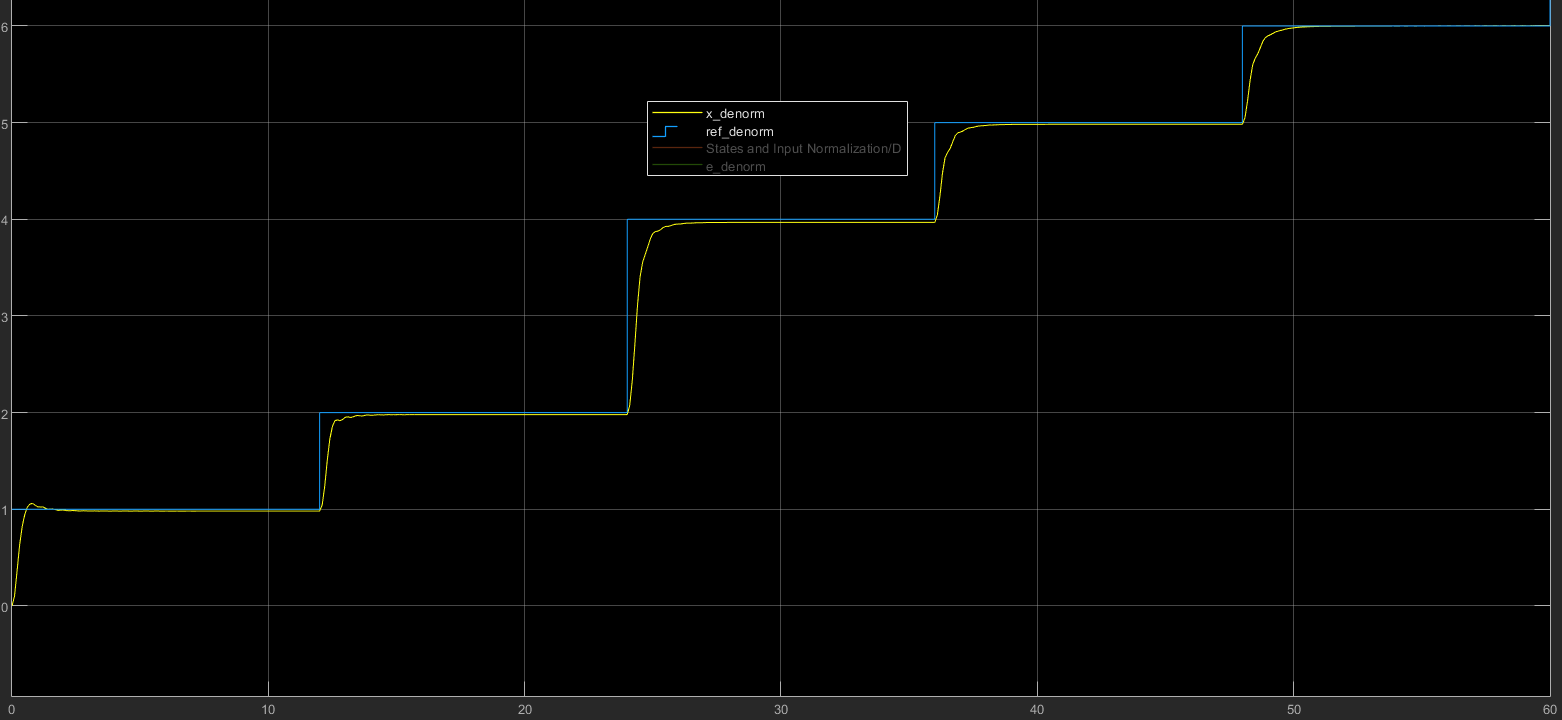 6
5
x_denorm
ref_denorm
States and Input Normalization/D
e_denorm
4
3
2
1
0
0 10 20 30 40 50 60